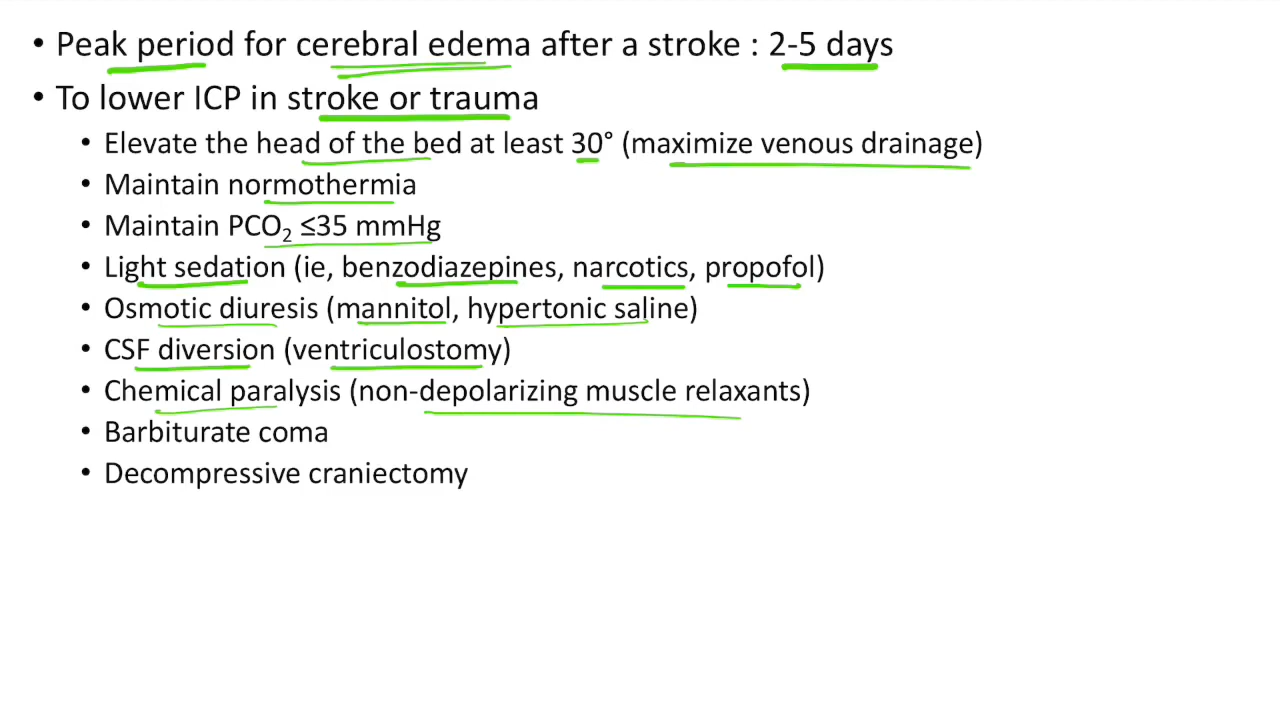 • Peak period for cerebral edema after a stroke : 2-5 days
• To lower ICP in stroke or trauma
• Elevate the head of the bed at least 30° (maximize venous drainage)
• Maintain normothermia
• Maintain PCO₂ ≤35 mmHg
• Light sedation (ie, benzodiazepines, narcotics, propofol)
• Osmotic diuresis (mannitol, hypertonic saline)
• CSF diversion (ventriculostomy)
• Chemical paralysis (non-depolarizing muscle relaxants)
• Barbiturate coma
• Decompressive craniectomy